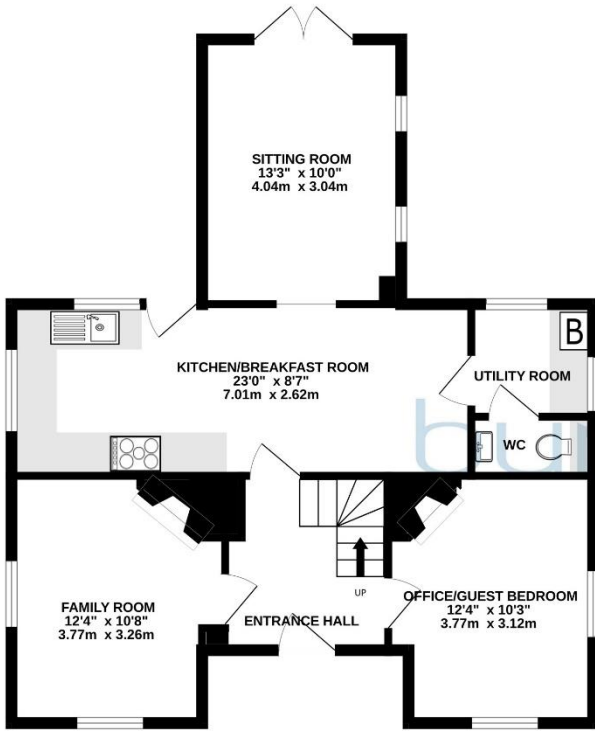 SITTING ROOM
13'3" x 10'0"
4.04m x 3.04m
KITCHEN/BREAKFAST ROOM
23'0" x 8'7"
7.01m x 2.62m
B
UTILITY ROOM
WC
UP
ENTRANCE HALL
FAMILY ROOM
12'4" x 10'8"
3.77m x 3.26m
OFFICE/GUEST BEDROOM
12'4" x 10'3"
3.77m x 3.12m